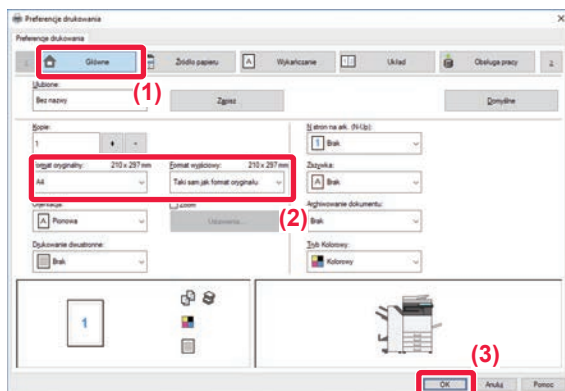 Preferencje drukowania
Preferencje drukowania
Główne
Źródło papieru
Wykańczanie
Układ
Obsługa pracy
(1)
Ulubione:
Bez nazwy
Zapisz
Domyślne
Kopie:
1
N stron na ark. (N-Up):
1 Brak
Format oryginalny: 210 x 297 mm
Format wyjściowy: 210 x 297 mm
A4
Taki sam jak format oryginału
Zszywka:
A Brak
(2)
Orientacja:
Zoom
A Pionowa
Ustawienia...
Archiwowanie dokumentu:
Brak
Drukowanie dwustronne:
Brak
Tryb Kolorowy:
Kolorowy
1
(3)
OK
Anuluj
Pomoc